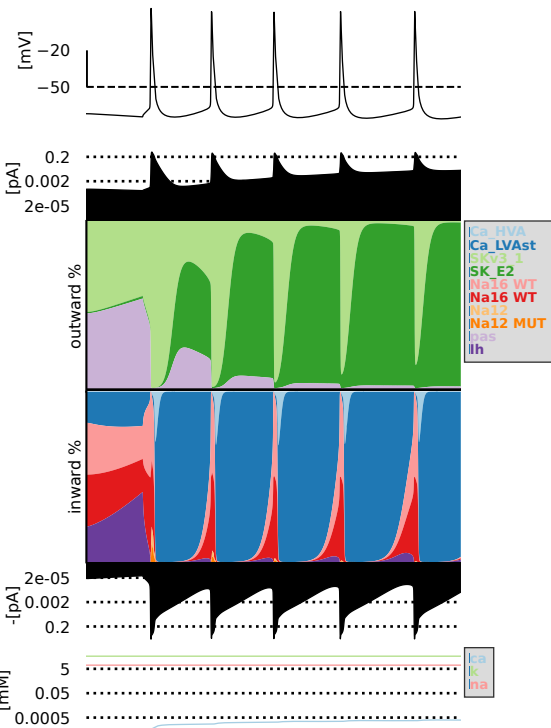 [mV]
−20
−50
[pA]
0.2
0.002
2e-05
outward %
Ca_HVA
Ca_LVAst
SKv3_1
SK_E2
Na16 WT
Na16 WT
Na12
Na12 MUT
pas
Ih
inward %
-[pA]
2e-05
0.002
0.2
[mM]
5
0.05
0.0005
ca
k
na